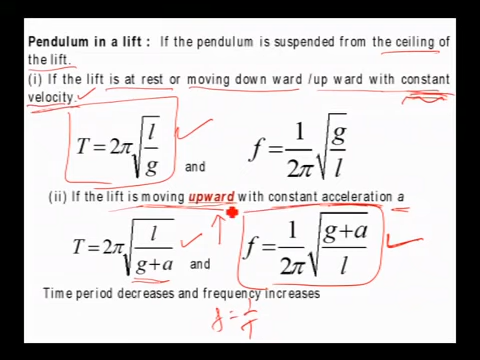 Pendulum in a lift : If the pendulum is suspended from the ceiling of
the lift.
(i) If the lift is at rest or moving down ward /up ward with constant
velocity.
T = 2π√(l/g) and f = (1/2π)√(g/l)
(ii) If the lift is moving upward with constant acceleration a
T = 2π√(l/(g+a)) and f = (1/2π)√((g+a)/l)
Time period decreases and frequency increases
f = 1/T